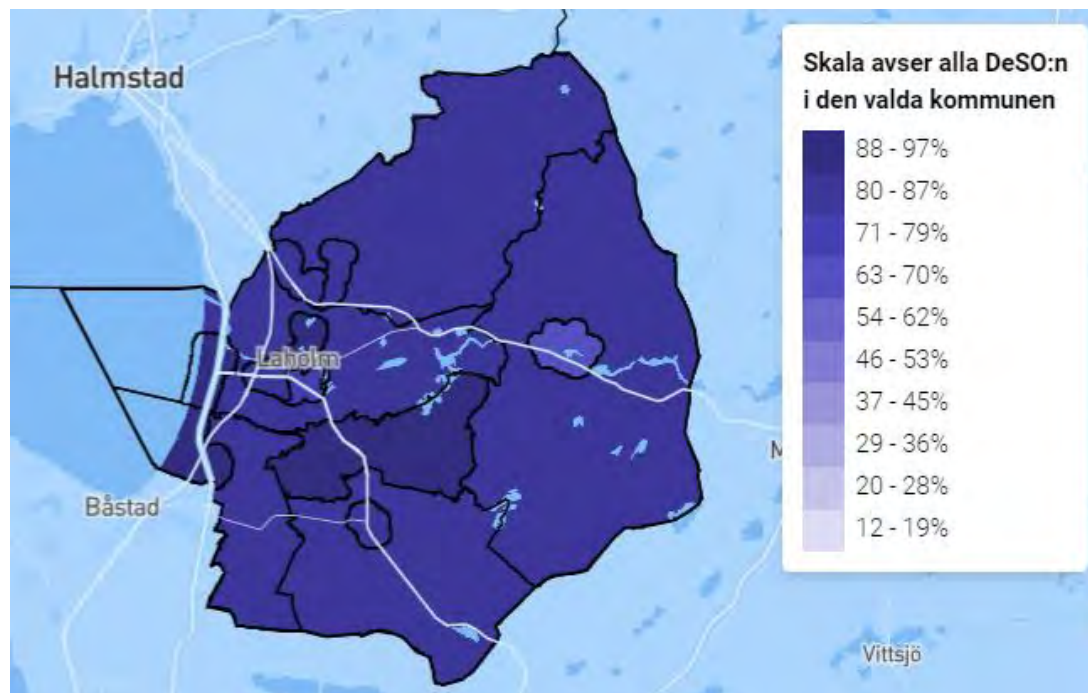 Halmstad
Laholm
Båstad
M
Vittsjö
Skala avser alla DeSO:n
i den valda kommunen
88 - 97%
80 - 87%
71 - 79%
63 - 70%
54 - 62%
46 - 53%
37 - 45%
29 - 36%
20 - 28%
12 - 19%